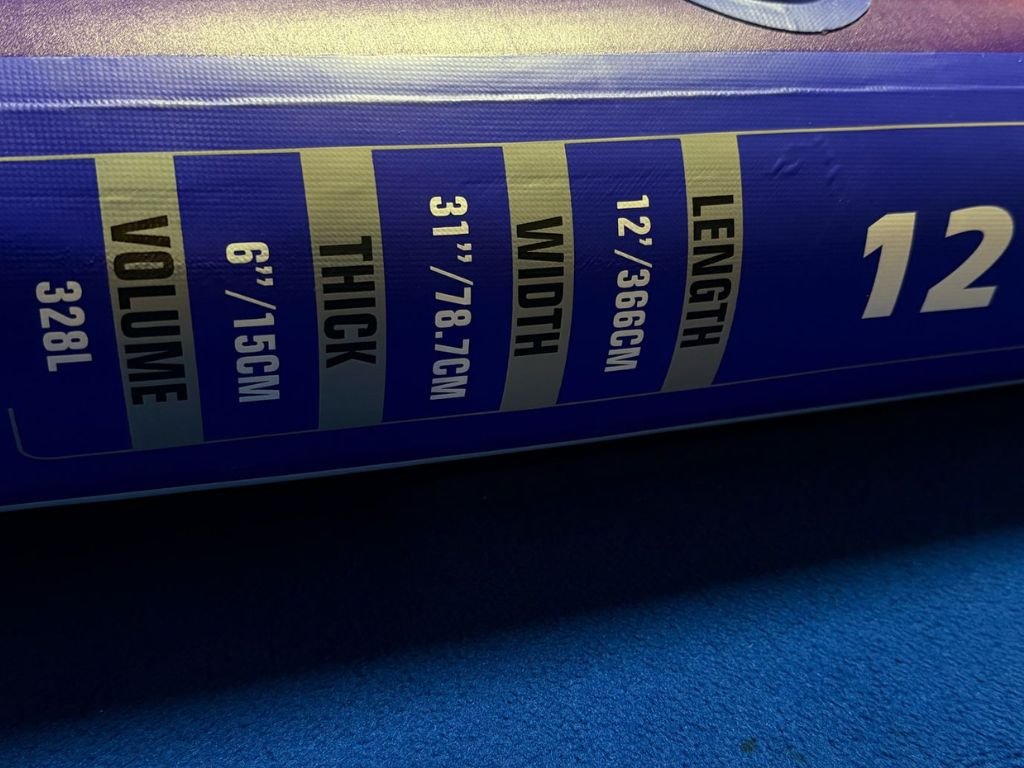 12
LENGTH
12’/366CM
WIDTH
31’’/78.7CM
THICK
6’’/15CM
VOLUME
328L